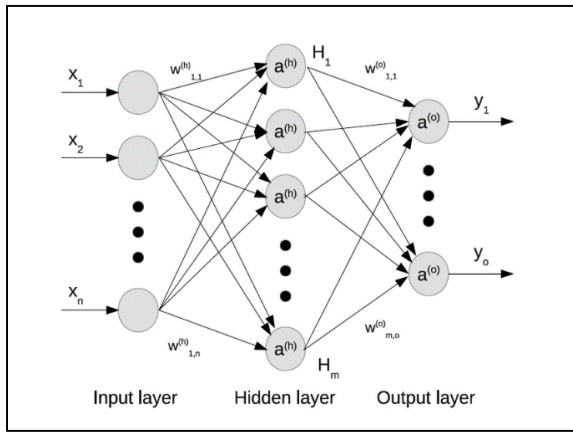 H₁
w⁽ʰ⁾₁,₁
w⁽ᵒ⁾₁,₁
x₁
a⁽ʰ⁾
y₁
a⁽ʰ⁾
a⁽ᵒ⁾
x₂
a⁽ʰ⁾
yₒ
a⁽ᵒ⁾
xₙ
w⁽ʰ⁾₁,ₙ
a⁽ʰ⁾
w⁽ᵒ⁾ₘ,ₒ
Hₘ
Input layer
Hidden layer
Output layer